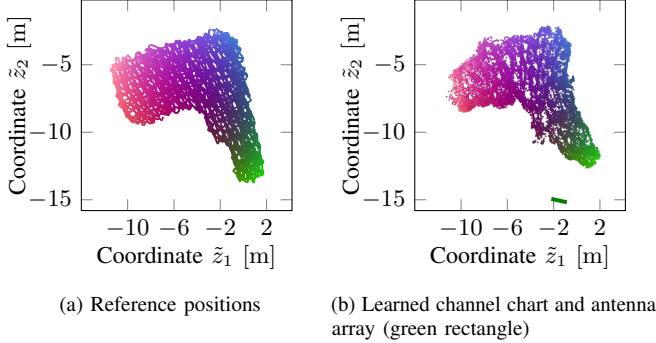 Coordinate z̃₂ [m]
−5
−10
−15
−10 −6 −2 2
Coordinate z̃₁ [m]
(a) Reference positions
Coordinate z̃₂ [m]
−5
−10
−15
−10 −6 −2 2
Coordinate z̃₁ [m]
(b) Learned channel chart and antenna
array (green rectangle)